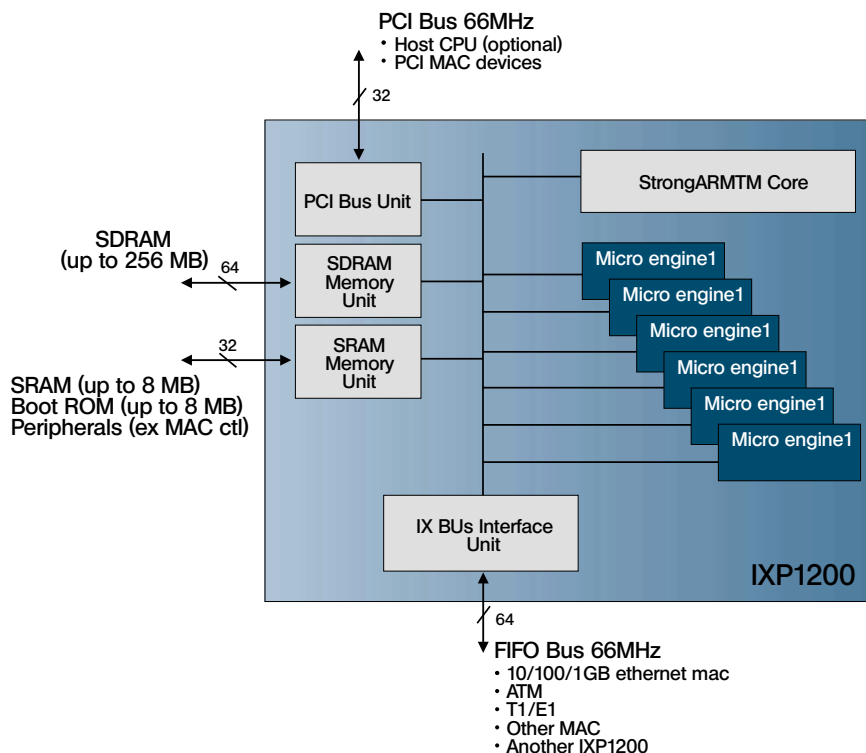 PCI Bus 66MHz
· Host CPU (optional)
· PCI MAC devices
32
PCI Bus Unit
StrongARMTM Core
SDRAM
(up to 256 MB)
64
SDRAM
Memory
Unit
32
SRAM
Memory
Unit
SRAM (up to 8 MB)
Boot ROM (up to 8 MB)
Peripherals (ex MAC ctl)
Micro engine1
Micro engine1
Micro engine1
Micro engine1
Micro engine1
Micro engine1
IX BUs Interface
Unit
IXP1200
64
FIFO Bus 66MHz
· 10/100/1GB ethernet mac
· ATM
· T1/E1
· Other MAC
· Another IXP1200